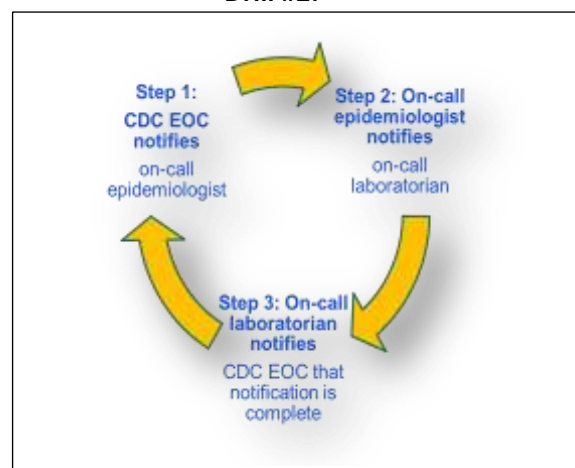 Step 1:
CDC EOC
notifies
on-call
epidemiologist
Step 2: On-call
epidemiologist
notifies
on-call
laboratorian
Step 3: On-call
laboratorian
notifies
CDC EOC that
notification is
complete